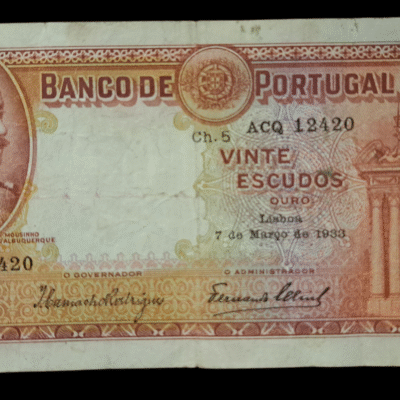 BANCO DE PORTUGAL
Ch. 5 ACQ 12420
VINTE
ESCUDOS
OURO
MOUSINHO
D'ALBUQUERQUE
Lisboa
7 de Março de 1933
420
O GOVERNADOR O ADMINISTRADOR